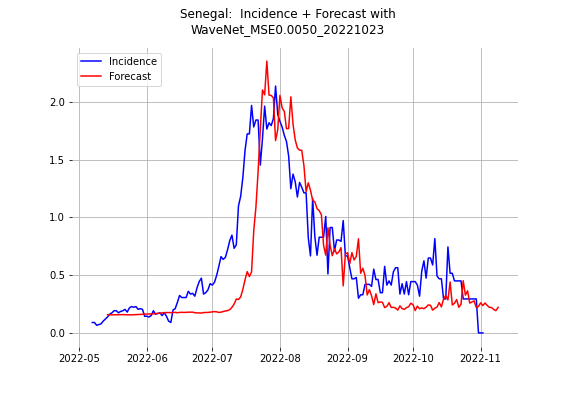 Senegal:  Incidence + Forecast with
WaveNet_MSE0.0050_20221023
Incidence
Forecast
2.0
1.5
1.0
0.5
0.0
2022-05 2022-06 2022-07 2022-08 2022-09 2022-10 2022-11